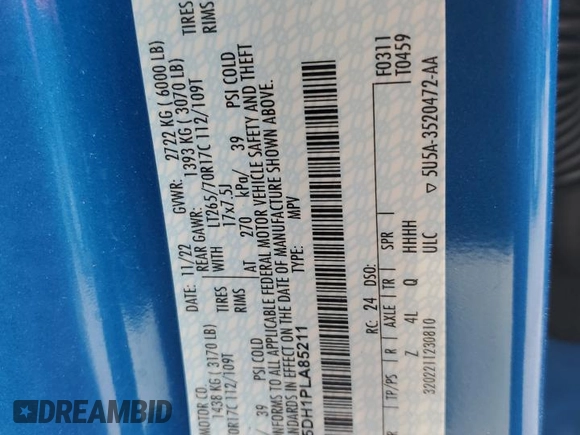 MOTOR CO. DATE: 11/22 GVWR: 2722 KG ( 6000 LB)
1438 KG ( 3170 LB) REAR GAWR: 1393 KG ( 3070 LB)
70R17C 112/109T TIRES WITH LT265/70R17C 112/109T TIRES
RIMS 17x7.5J RIMS
/ 39 PSI COLD AT 270 kPa/ 39 PSI COLD
TO ALL APPLICABLE FEDERAL MOTOR VEHICLE SAFETY AND THEFT
IN EFFECT ON THE DATE OF MANUFACTURE SHOWN ABOVE.
5DH1PLA85211 TYPE: MPV
F0311
RC: 24 DSO: T0459
TP/PS R AXLE TR SPR
Z 4L Q HHHH
3202211230810 ULC ▽ 5U5A-3520472-AA
DREAMBID